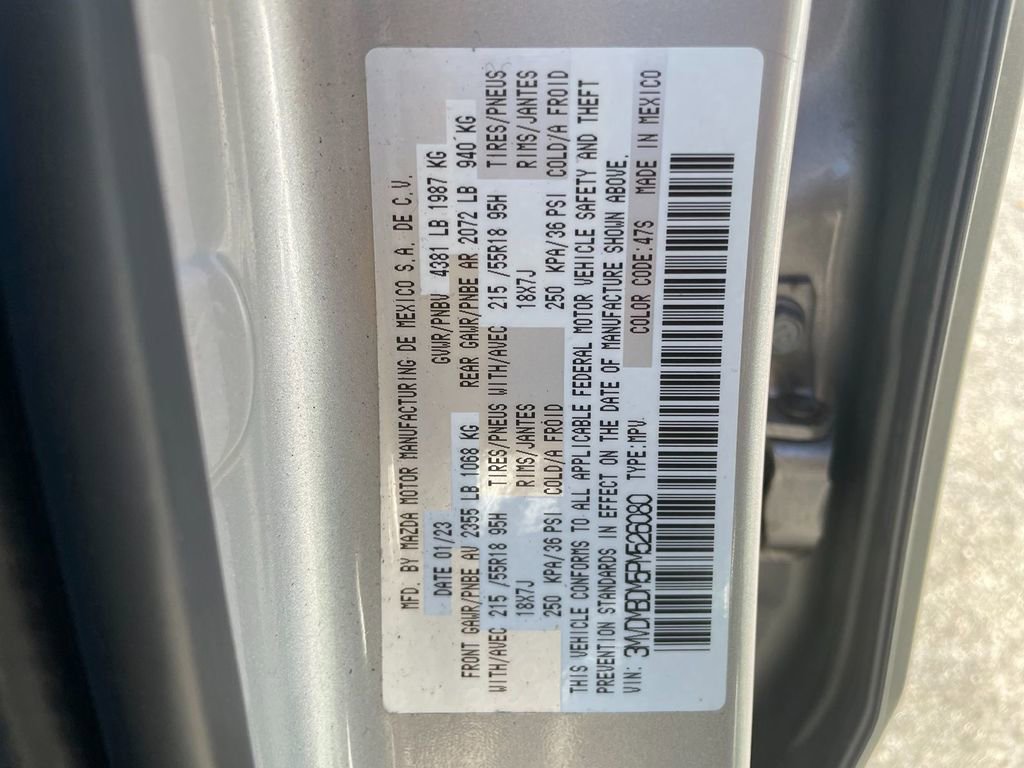 MFD. BY MAZDA MOTOR MANUFACTURING DE MEXICO S.A. DE C.V.
DATE 01/23 GVWR/PNBV 4381 LB 1987 KG
FRONT GAWR/PNBE AV 2355 LB 1068 KG REAR GAWR/PNBE AR 2072 LB 940 KG
WITH/AVEC 215 /55R18 95H TIRES/PNEUS WITH/AVEC 215 /55R18 95H TIRES/PNEUS
18X7J RIMS/JANTES 18X7J RIMS/JANTES
250 KPA/36 PSI COLD/A FROID 250 KPA/36 PSI COLD/A FROID
THIS VEHICLE CONFORMS TO ALL APPLICABLE FEDERAL MOTOR VEHICLE SAFETY AND THEFT
PREVENTION STANDARDS IN EFFECT ON THE DATE OF MANUFACTURE SHOWN ABOVE.
VIN: 3MVDMBDM5PM526080 TYPE:MPV COLOR CODE:47S MADE IN MEXICO